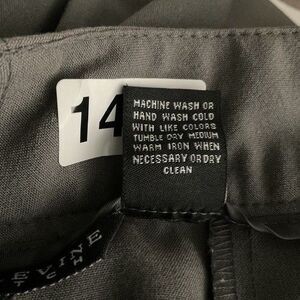 14
MACHINE WASH OR
HAND WASH COLD
WITH LIKE COLORS
TUMBLE DRY MEDIUM
WARM IRON WHEN
NECESSARY OR DRY
CLEAN